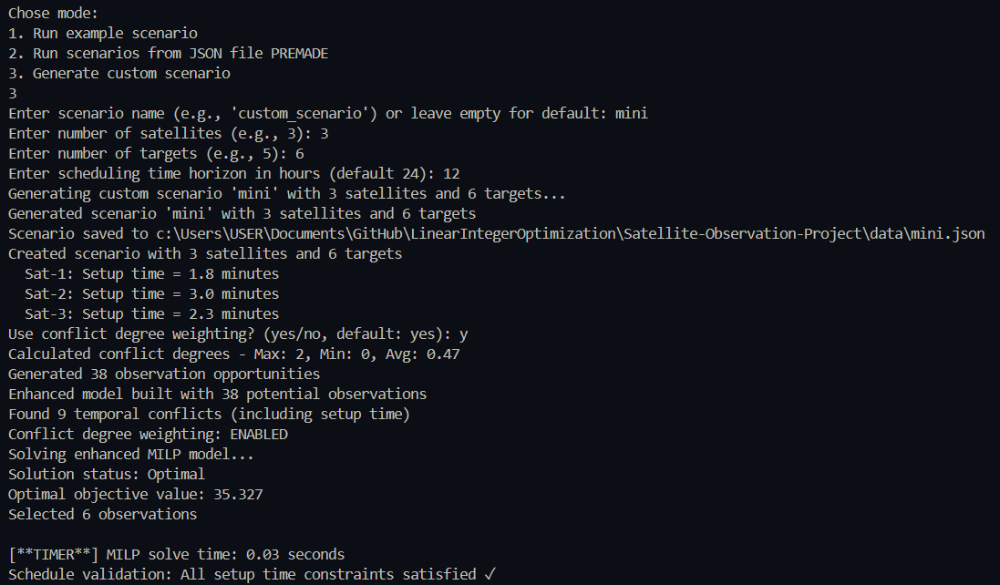 Chose mode:
1. Run example scenario
2. Run scenarios from JSON file PREMADE
3. Generate custom scenario
3
Enter scenario name (e.g., 'custom_scenario') or leave empty for default: mini
Enter number of satellites (e.g., 3): 3
Enter number of targets (e.g., 5): 6
Enter scheduling time horizon in hours (default 24): 12
Generating custom scenario 'mini' with 3 satellites and 6 targets...
Generated scenario 'mini' with 3 satellites and 6 targets
Scenario saved to c:\Users\USER\Documents\GitHub\LinearIntegerOptimization\Satellite-Observation-Project\data\mini.json
Created scenario with 3 satellites and 6 targets
  Sat-1: Setup time = 1.8 minutes
  Sat-2: Setup time = 3.0 minutes
  Sat-3: Setup time = 2.3 minutes
Use conflict degree weighting? (yes/no, default: yes): y
Calculated conflict degrees - Max: 2, Min: 0, Avg: 0.47
Generated 38 observation opportunities
Enhanced model built with 38 potential observations
Found 9 temporal conflicts (including setup time)
Conflict degree weighting: ENABLED
Solving enhanced MILP model...
Solution status: Optimal
Optimal objective value: 35.327
Selected 6 observations
[**TIMER**] MILP solve time: 0.03 seconds
Schedule validation: All setup time constraints satisfied ✓